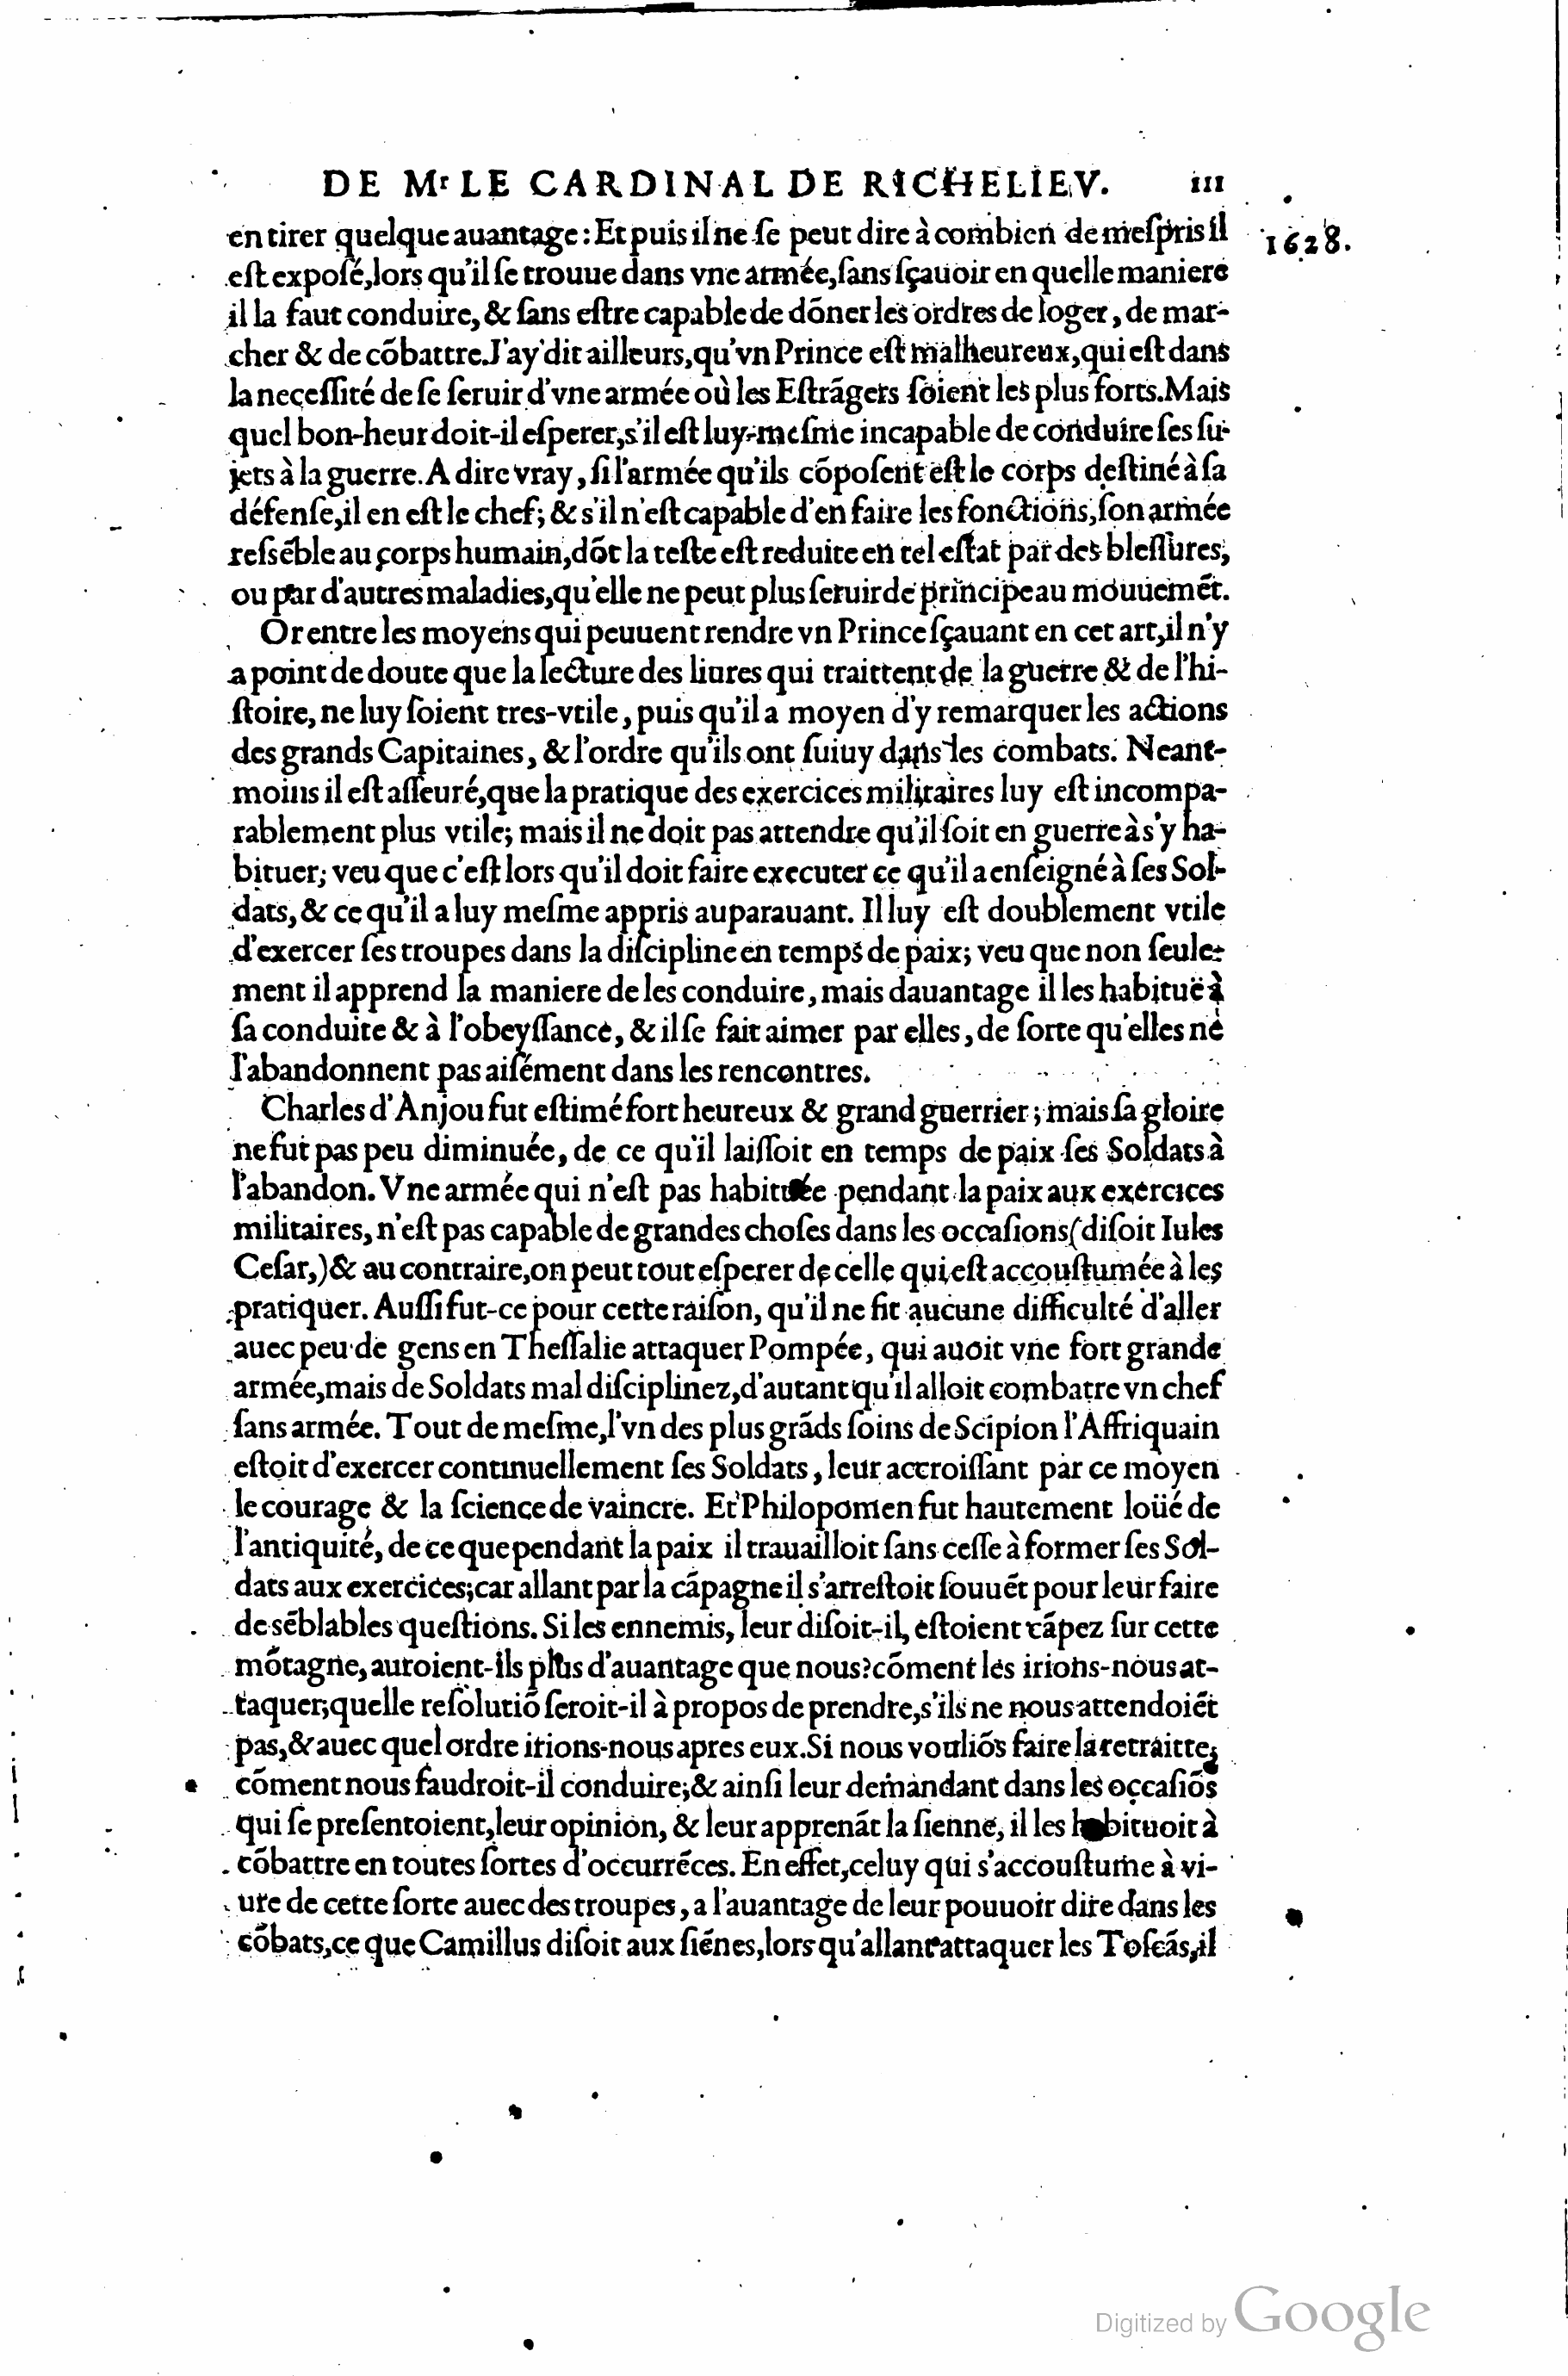 DE Mr LE CARDINAL DE RICHELIEV. 111
1628.
en tirer quelque auantage : Et puis il ne ſe peut dire à combien de meſpris il
eſt expoſé, lors qu'il ſe trouue dans vne armée, ſans ſçauoir en quelle maniere
il la faut conduire, & ſans eſtre capable de dõner les ordres de loger, de mar-
cher & de cõbattre. J'ay dit ailleurs, qu'vn Prince eſt malheureux, qui eſt dans
la neceſſité de ſe ſeruir d'vne armée où les Eſtrãgers ſoient les plus forts. Mais
quel bon-heur doit-il eſperer, s'il eſt luy-meſme incapable de conduire ſes ſu-
jets à la guerre. A dire vray, ſi l'armée qu'ils cõpoſent eſt le corps deſtiné à ſa
défenſe, il en eſt le chef; & s'il n'eſt capable d'en faire les fonctions, ſon armée
reſsẽble au corps humain, dõt la teſte eſt reduite en tel eſtat par des bleſſures,
ou par d'autres maladies, qu'elle ne peut plus ſeruir de principe au mouuemẽt.
Or entre les moyens qui peuuent rendre vn Prince ſçauant en cet art, il n'y
a point de doute que la lecture des liures qui traittent de la guerre & de l'hi-
ſtoire, ne luy ſoient tres-vtile, puis qu'il a moyen d'y remarquer les actions
des grands Capitaines, & l'ordre qu'ils ont ſuiuy dans les combats. Neant-
moins il eſt aſſeuré, que la pratique des exercices militaires luy eſt incompa-
rablement plus vtile; mais il ne doit pas attendre qu'il ſoit en guerre à s'y ha-
bituer; veu que c'eſt lors qu'il doit faire executer ce qu'il a enſeigné à ſes Sol-
dats, & ce qu'il a luy meſme appris auparauant. Il luy eſt doublement vtile
d'exercer ſes troupes dans la diſcipline en temps de paix; veu que non ſeule-
ment il apprend la maniere de les conduire, mais dauantage il les habituë à
ſa conduite & à l'obeyſſance, & il ſe fait aimer par elles, de ſorte qu'elles ne
l'abandonnent pas aiſément dans les rencontres.
Charles d'Anjou fut eſtimé fort heureux & grand guerrier; mais ſa gloire
ne fut pas peu diminuée, de ce qu'il laiſſoit en temps de paix ſes Soldats à
l'abandon. Vne armée qui n'eſt pas habituée pendant la paix aux exercices
militaires, n'eſt pas capable de grandes choſes dans les occaſions (diſoit Iules
Ceſar,) & au contraire, on peut tout eſperer de celle qui eſt accouſtumée à les
pratiquer. Auſſi fut-ce pour cette raiſon, qu'il ne fit aucune difficulté d'aller
auec peu de gens en Theſſalie attaquer Pompée, qui auoit vne fort grande
armée, mais de Soldats mal diſciplinez, d'autant qu'il alloit combatre vn chef
ſans armée. Tout de meſme, l'vn des plus grãds ſoins de Scipion l'Affriquain
eſtoit d'exercer continuellement ſes Soldats, leur accroiſſant par ce moyen
le courage & la ſcience de vaincre. Et Philopomen fut hautement loüé de
l'antiquité, de ce que pendant la paix il trauailloit ſans ceſſe à former ſes Sol-
dats aux exercices; car allant par la cãpagne il s'arreſtoit ſouuẽt pour leur faire
de sẽblables queſtions. Si les ennemis, leur diſoit-il, eſtoient cãpez ſur cette
mõtagne, auroient-ils plus d'auantage que nous? cõment les irions-nous at-
taquer; quelle reſolutiõ ſeroit-il à propos de prendre, s'ils ne nous attendoiẽt
pas, & auec quel ordre irions-nous apres eux. Si nous vouliõs faire la retraitte,
cõment nous faudroit-il conduire; & ainſi leur demandant dans les occaſiõs
qui ſe preſentoient, leur opinion, & leur apprenãt la ſienne, il les habituoit à
cõbattre en toutes ſortes d'occurrẽces. En effet, celuy qui s'accouſtume à vi-
ure de cette ſorte auec des troupes, a l'auantage de leur pouuoir dire dans les
cõbats, ce que Camillus diſoit aux ſiẽnes, lors qu'allant attaquer les Toſcãs, il
Digitized by Google